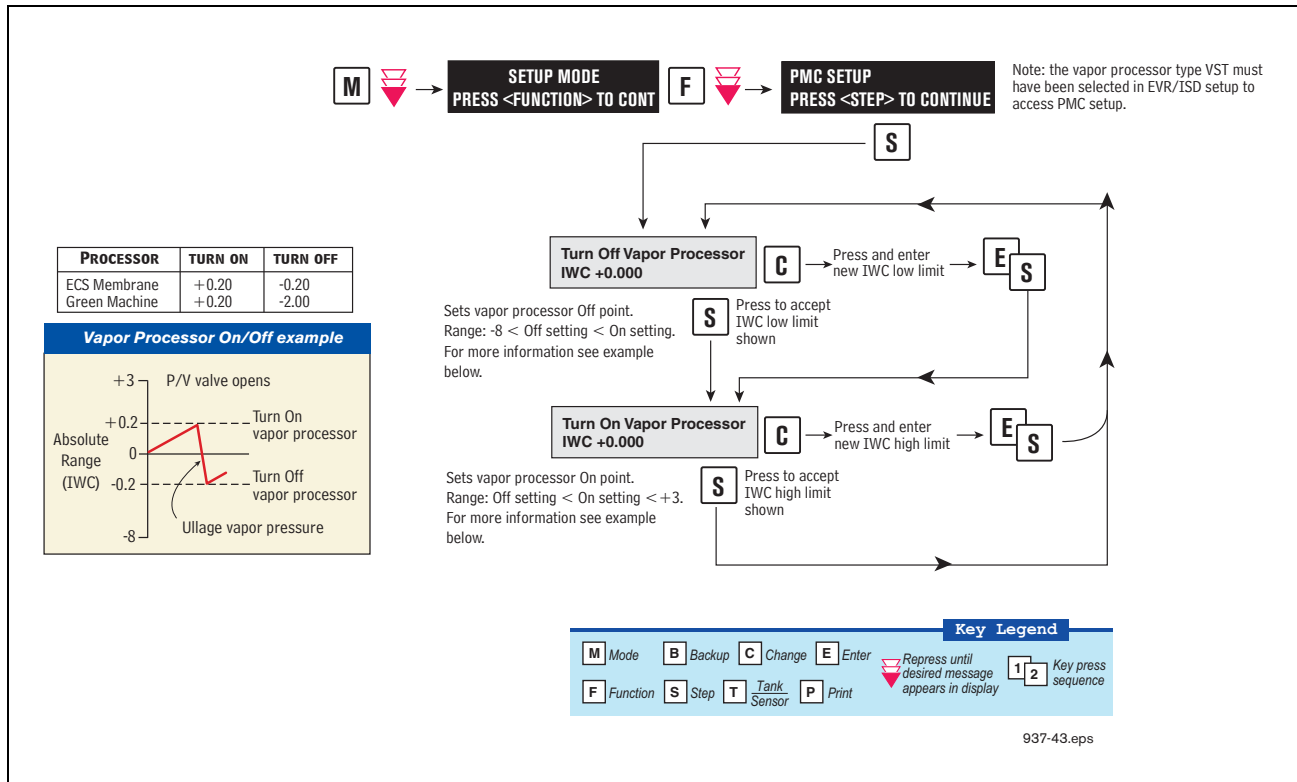 M
SETUP MODE
PRESS <FUNCTION> TO CONT
F
PMC SETUP
PRESS <STEP> TO CONTINUE
Note: the vapor processor type VST must
have been selected in EVR/ISD setup to
access PMC setup.
S
PROCESSOR TURN ON TURN OFF
ECS Membrane +0.20 -0.20
Green Machine +0.20 -2.00
Vapor Processor On/Off example
+3 P/V valve opens
+0.2 Turn On
vapor processor
Absolute
Range
(IWC)
0
-0.2 Turn Off
vapor processor
Ullage vapor pressure
-8
Turn Off Vapor Processor
IWC +0.000
C
Press and enter
new IWC low limit
E
S
Sets vapor processor Off point.
Range: -8 < Off setting < On setting.
For more information see example
below.
S
Press to accept
IWC low limit
shown
Turn On Vapor Processor
IWC +0.000
C
Press and enter
new IWC high limit
E
S
Sets vapor processor On point.
Range: Off setting < On setting < +3.
For more information see example
below.
S
Press to accept
IWC high limit
shown
Key Legend
M Mode B Backup C Change E Enter
F Function S Step T Tank
Sensor
P Print
Repress until
desired message
appears in display
1 2
Key press
sequence
937-43.eps